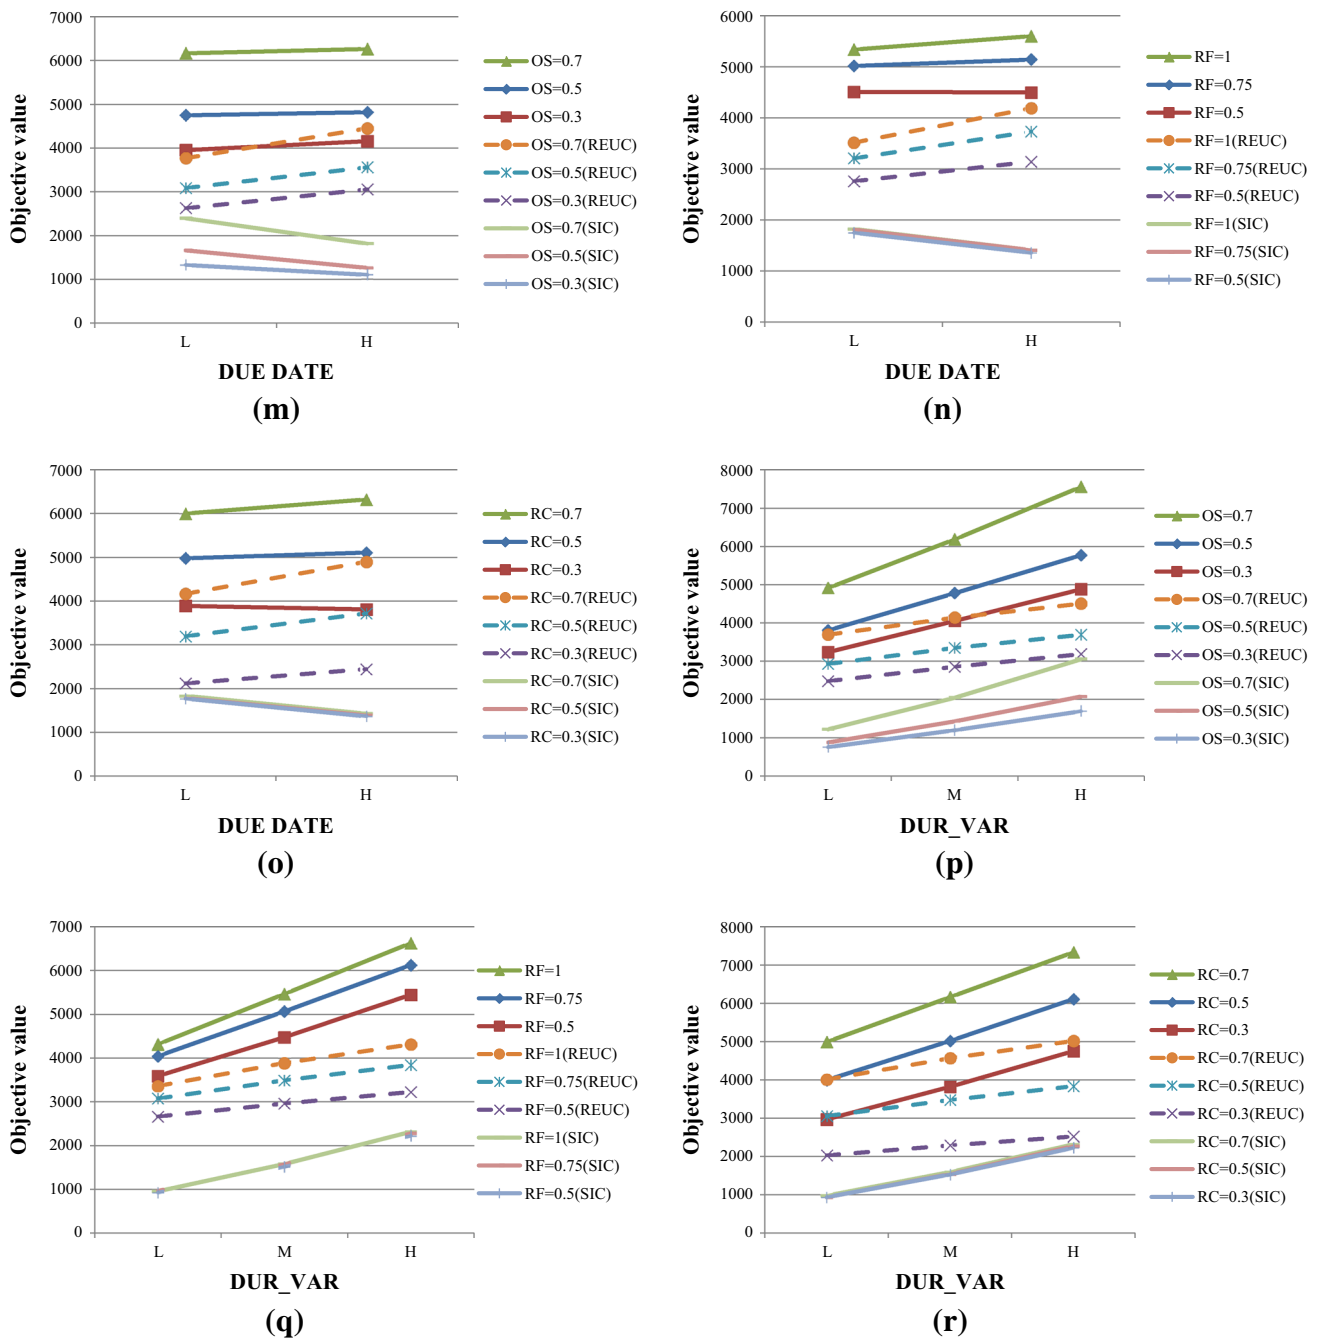 7000
6000
5000
4000
3000
2000
1000
0
Objective value
L
H
DUE DATE
OS=0.7
OS=0.5
OS=0.3
OS=0.7(REUC)
OS=0.5(REUC)
OS=0.3(REUC)
OS=0.7(SIC)
OS=0.5(SIC)
OS=0.3(SIC)
(m)
6000
5000
4000
3000
2000
1000
0
Objective value
L
H
DUE DATE
RF=1
RF=0.75
RF=0.5
RF=1(REUC)
RF=0.75(REUC)
RF=0.5(REUC)
RF=1(SIC)
RF=0.75(SIC)
RF=0.5(SIC)
(n)
7000
6000
5000
4000
3000
2000
1000
0
Objective value
L
H
DUE DATE
RC=0.7
RC=0.5
RC=0.3
RC=0.7(REUC)
RC=0.5(REUC)
RC=0.3(REUC)
RC=0.7(SIC)
RC=0.5(SIC)
RC=0.3(SIC)
(o)
8000
7000
6000
5000
4000
3000
2000
1000
0
Objective value
L
M
H
DUR_VAR
OS=0.7
OS=0.5
OS=0.3
OS=0.7(REUC)
OS=0.5(REUC)
OS=0.3(REUC)
OS=0.7(SIC)
OS=0.5(SIC)
OS=0.3(SIC)
(p)
7000
6000
5000
4000
3000
2000
1000
0
Objective value
L
M
H
DUR_VAR
RF=1
RF=0.75
RF=0.5
RF=1(REUC)
RF=0.75(REUC)
RF=0.5(REUC)
RF=1(SIC)
RF=0.75(SIC)
RF=0.5(SIC)
(q)
8000
7000
6000
5000
4000
3000
2000
1000
0
Objective value
L
M
H
DUR_VAR
RC=0.7
RC=0.5
RC=0.3
RC=0.7(REUC)
RC=0.5(REUC)
RC=0.3(REUC)
RC=0.7(SIC)
RC=0.5(SIC)
RC=0.3(SIC)
(r)